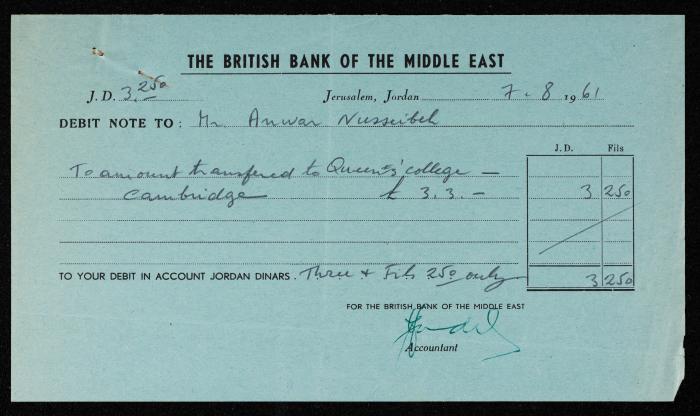 THE BRITISH BANK OF THE MIDDLE EAST
J. D. 3.250
Jerusalem, Jordan 7. 8 1961
DEBIT NOTE TO : Mr. Anwar Nusseibeh
J. D. Fils
To amount transfered to Queens' college —
Cambridge £ 3.3. — 3 250
TO YOUR DEBIT IN ACCOUNT JORDAN DINARS. Three + Fils 250 only 3 250
FOR THE BRITISH BANK OF THE MIDDLE EAST
Accountant